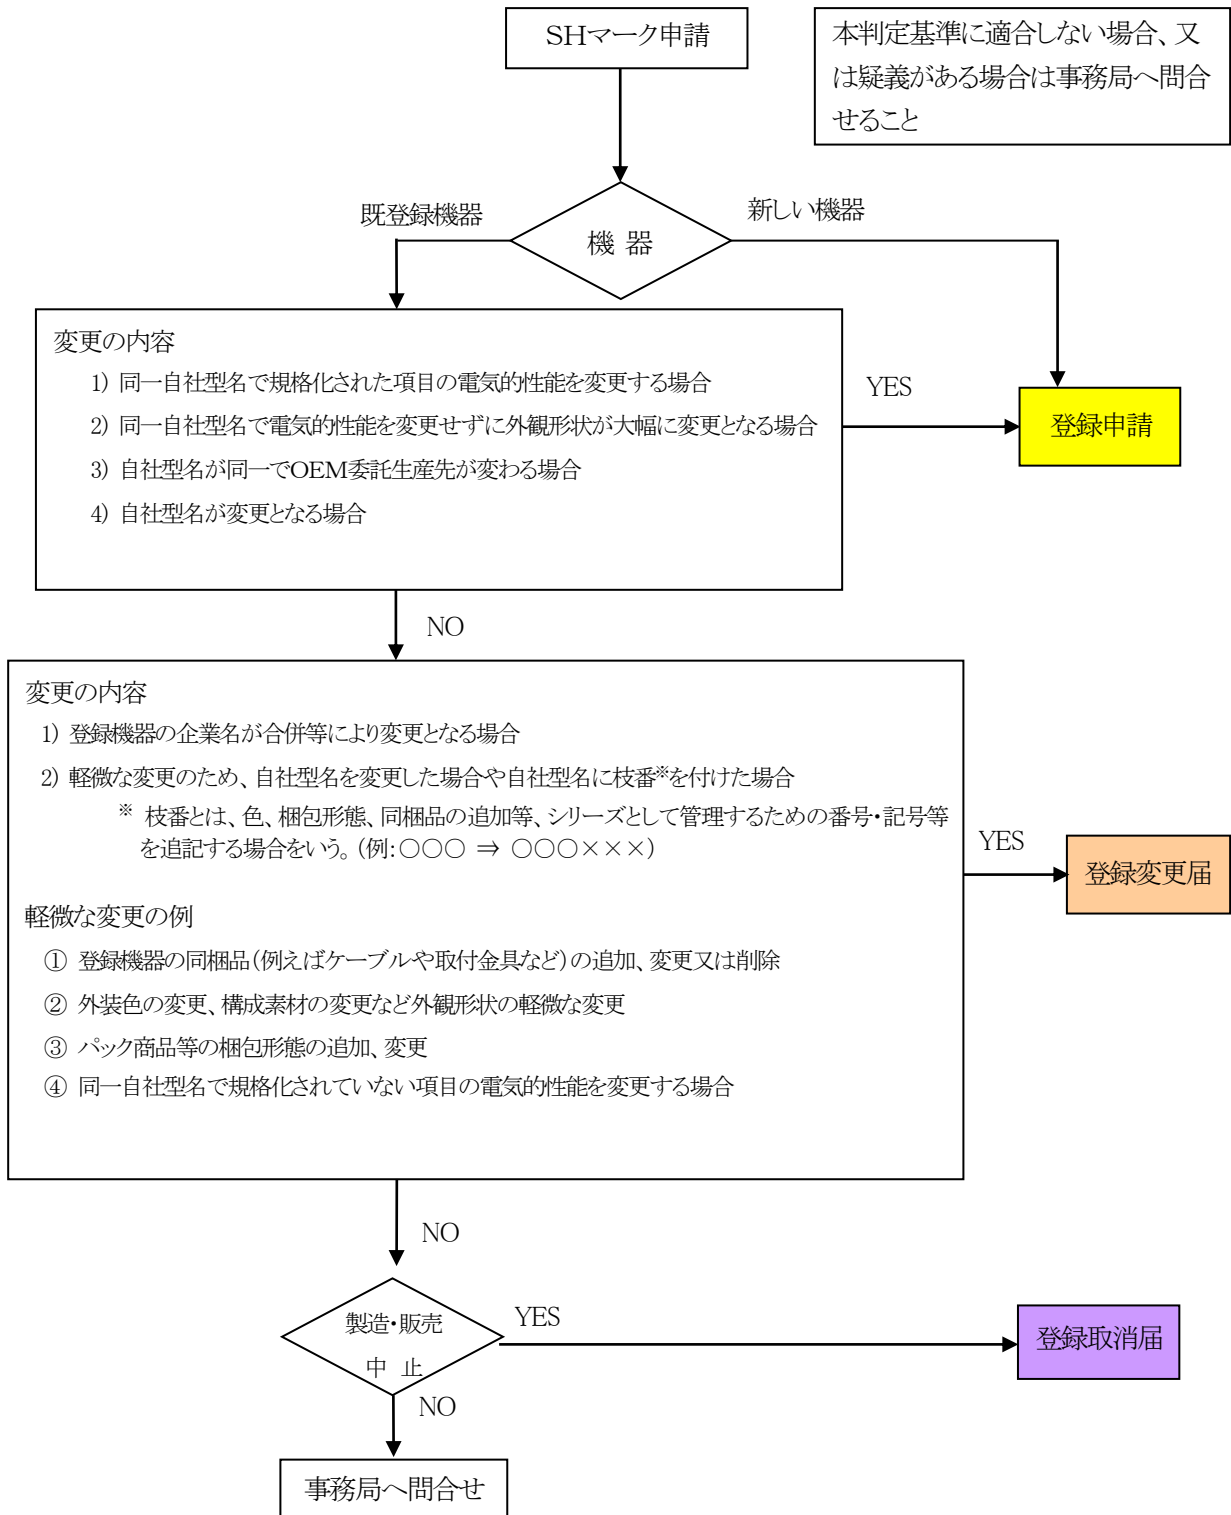 SHマーク申請
本判定基準に適合しない場合、又
は疑義がある場合は事務局へ問合
せること
既登録機器
新しい機器
機 器
変更の内容
1) 同一自社型名で規格化された項目の電気的性能を変更する場合
2) 同一自社型名で電気的性能を変更せずに外観形状が大幅に変更となる場合
3) 自社型名が同一でOEM委託生産先が変わる場合
4) 自社型名が変更となる場合
YES
登録申請
NO
変更の内容
1) 登録機器の企業名が合併等により変更となる場合
2) 軽微な変更のため、自社型名を変更した場合や自社型名に枝番※を付けた場合
※ 枝番とは、色、梱包形態、同梱品の追加等、シリーズとして管理するための番号・記号等
を追記する場合をいう。(例:○○○ ⇒ ○○○×××)
軽微な変更の例
① 登録機器の同梱品(例えばケーブルや取付金具など)の追加、変更又は削除
② 外装色の変更、構成素材の変更など外観形状の軽微な変更
③ パック商品等の梱包形態の追加、変更
④ 同一自社型名で規格化されていない項目の電気的性能を変更する場合
YES
登録変更届
NO
製造・販売
中 止
YES
登録取消届
NO
事務局へ問合せ